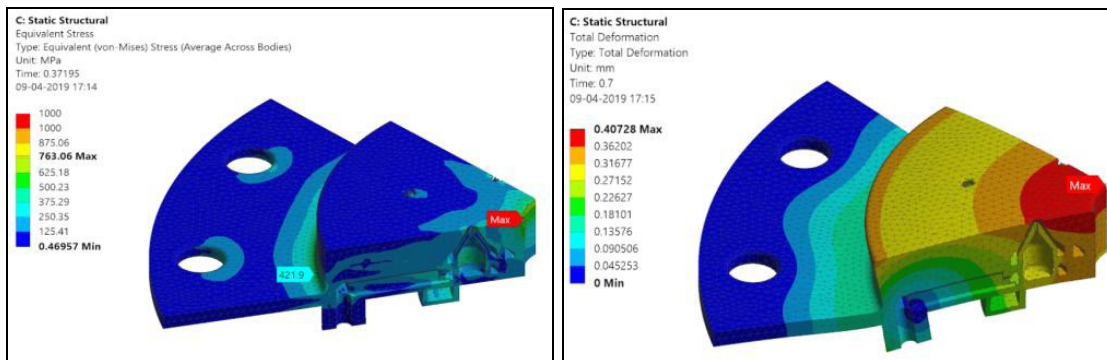 C: Static Structural
Equivalent Stress
Type: Equivalent (von-Mises) Stress (Average Across Bodies)
Unit: MPa
Time: 0.37195
09-04-2019 17:14
1000
1000
875.06
763.06 Max
625.18
500.23
375.29
250.35
125.41
0.46957 Min
Max
421.9
C: Static Structural
Total Deformation
Type: Total Deformation
Unit: mm
Time: 0.7
09-04-2019 17:15
0.40728 Max
0.36202
0.31677
0.27152
0.22627
0.18101
0.13576
0.090506
0.045253
0 Min
Max